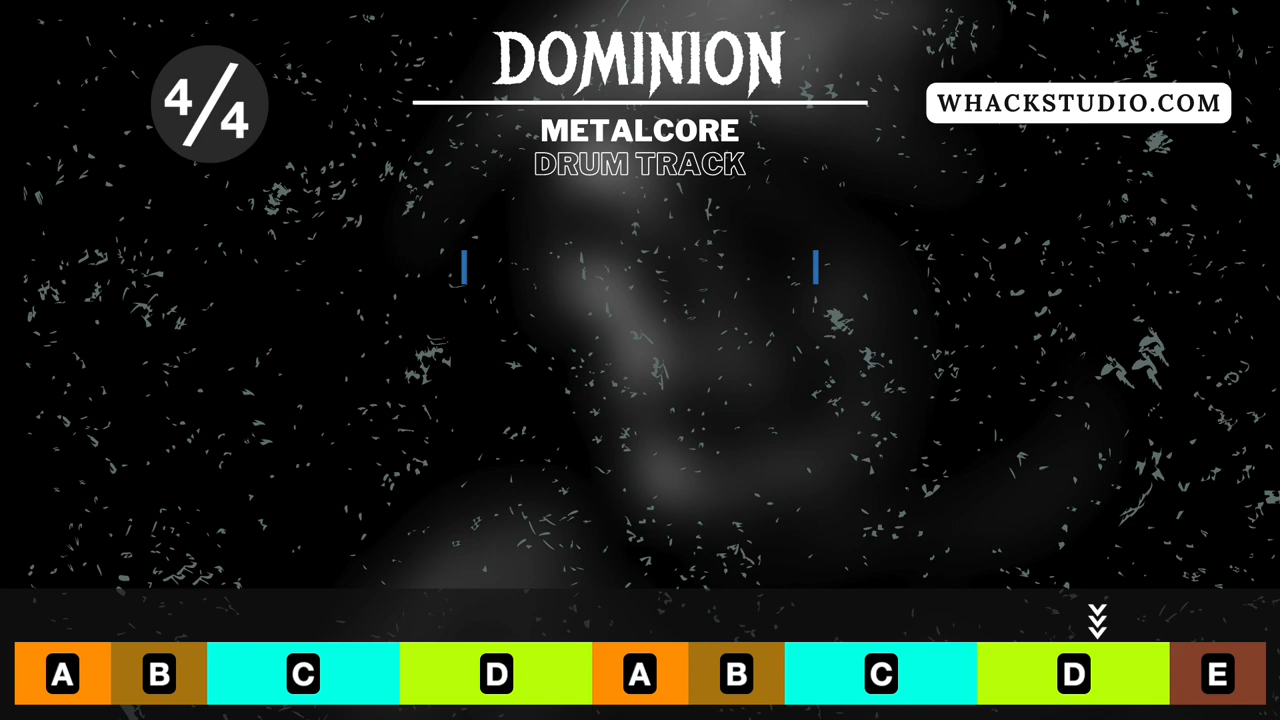 DOMINION
4/4
WHACKSTUDIO.COM
METALCORE
DRUM TRACK
A B C D A B C D E